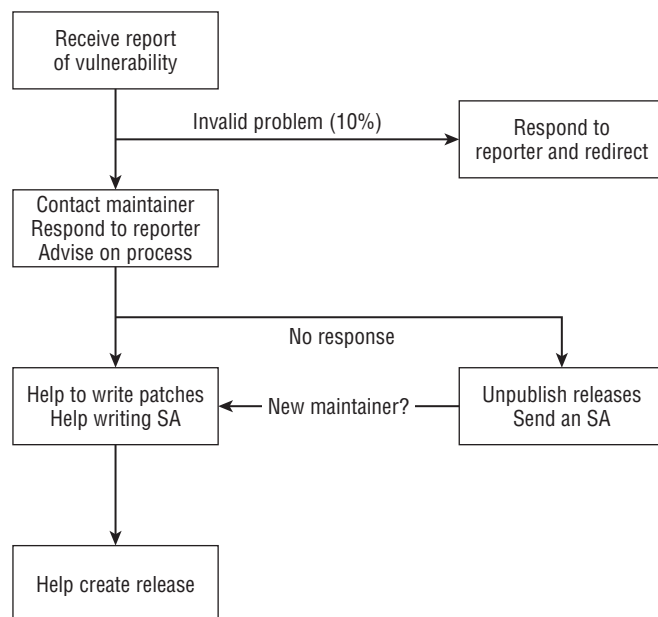 Receive report
of vulnerability
Invalid problem (10%)
Respond to
reporter and redirect
Contact maintainer
Respond to reporter
Advise on process
No response
Help to write patches
Help writing SA
New maintainer?
Unpublish releases
Send an SA
Help create release